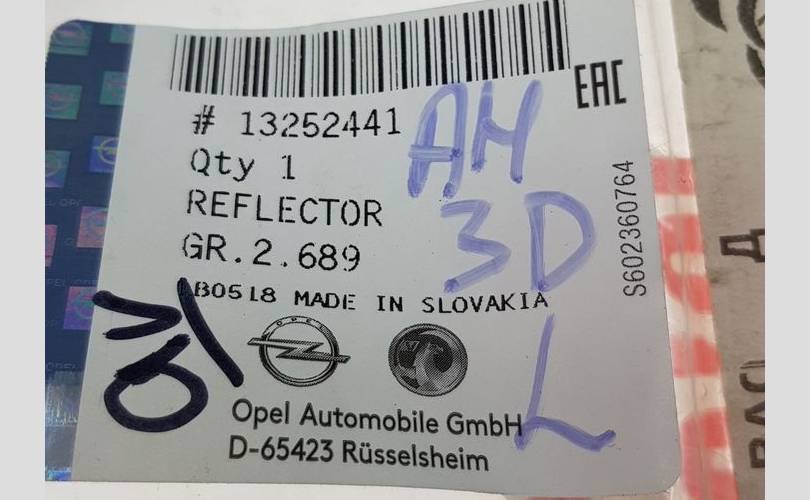 EAC
# 13252441
Qty 1
REFLECTOR
GR.2.689
B0518 MADE IN SLOVAKIA
OPEL
Opel Automobile GmbH
D-65423 Rüsselsheim
S602360764
AH
3D
L